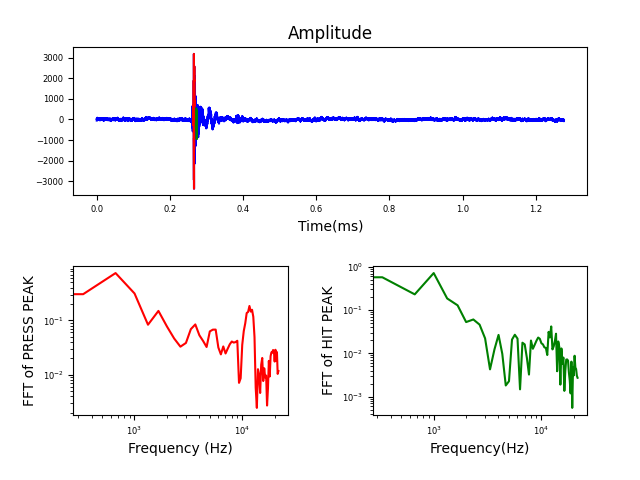 Amplitude
3000
2000
1000
0
−1000
−2000
−3000
0.0 0.2 0.4 0.6 0.8 1.0 1.2
Time(ms)
FFT of PRESS PEAK
10⁻¹
10⁻²
10³ 10⁴
Frequency (Hz)
FFT of HIT PEAK
10⁰
10⁻¹
10⁻²
10⁻³
10³ 10⁴
Frequency(Hz)